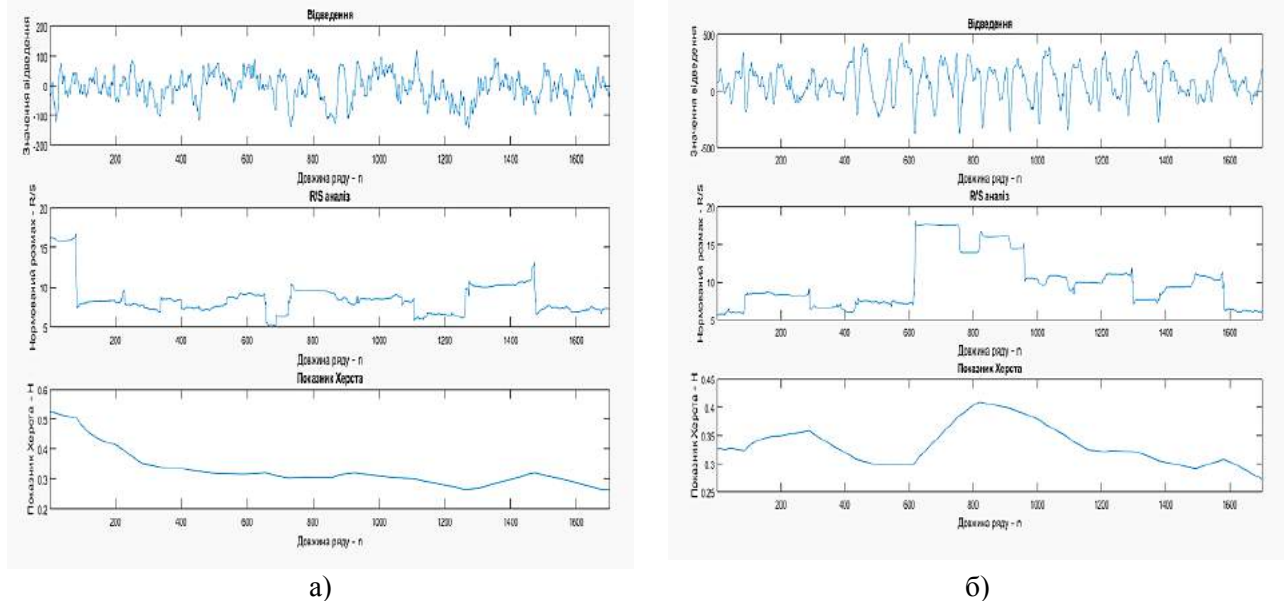 Відведення
Значення відведення
200
100
0
-100
-200
200 400 600 800 1000 1200 1400 1600
Довжина ряду - n
R/S аналіз
Нормований розмах - R/S
20
15
10
5
200 400 600 800 1000 1200 1400 1600
Довжина ряду - n
Показник Херста
Показник Херста - H
0.6
0.5
0.4
0.3
0.2
200 400 600 800 1000 1200 1400 1600
Довжина ряду - n
а)
Відведення
Значення відведення
500
0
-500
200 400 600 800 1000 1200 1400 1600
Довжина ряду - n
R/S аналіз
Нормований розмах - R/S
20
15
10
5
200 400 600 800 1000 1200 1400 1600
Довжина ряду - n
Показник Херста
Показник Херста - H
0.45
0.4
0.35
0.3
0.25
200 400 600 800 1000 1200 1400 1600
Довжина ряду - n
б)